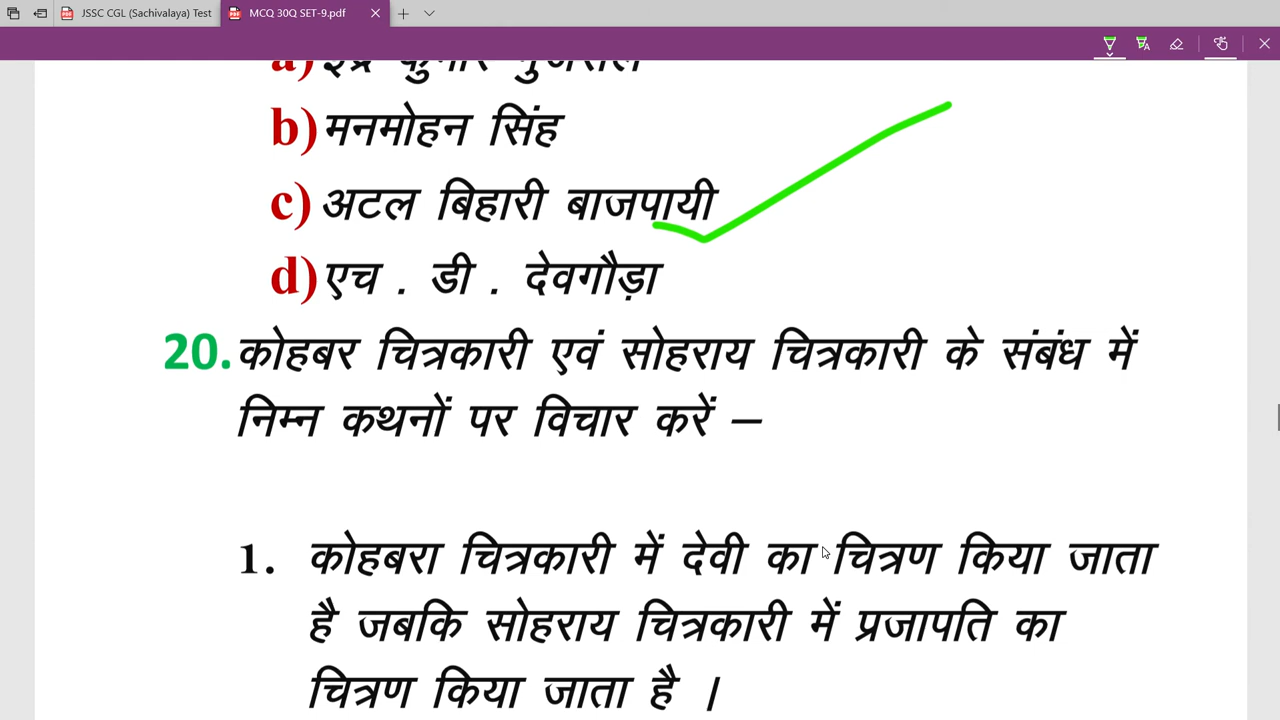 JSSC CGL (Sachivalaya) Test
MCQ 30Q SET-9.pdf
a) इंद्र कुमार गुजराल
b) मनमोहन सिंह
c) अटल बिहारी बाजपायी
d) एच . डी . देवगौड़ा
20. कोहबर चित्रकारी एवं सोहराय चित्रकारी के संबंध में
निम्न कथनों पर विचार करें –
1. कोहबरा चित्रकारी में देवी का चित्रण किया जाता
है जबकि सोहराय चित्रकारी में प्रजापति का
चित्रण किया जाता है ।